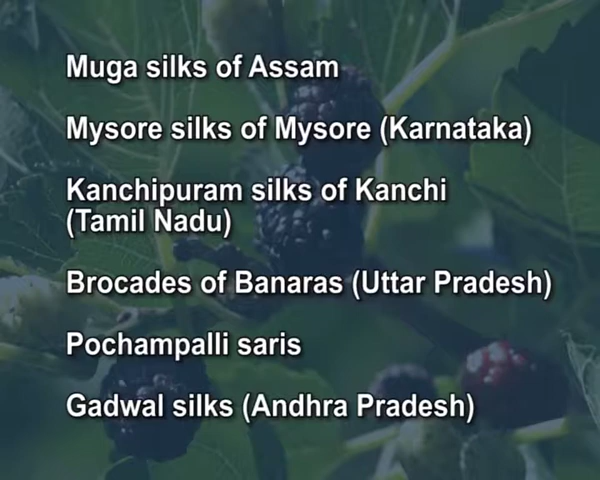 Muga silks of Assam
Mysore silks of Mysore (Karnataka)
Kanchipuram silks of Kanchi
(Tamil Nadu)
Brocades of Banaras (Uttar Pradesh)
Pochampalli saris
Gadwal silks (Andhra Pradesh)